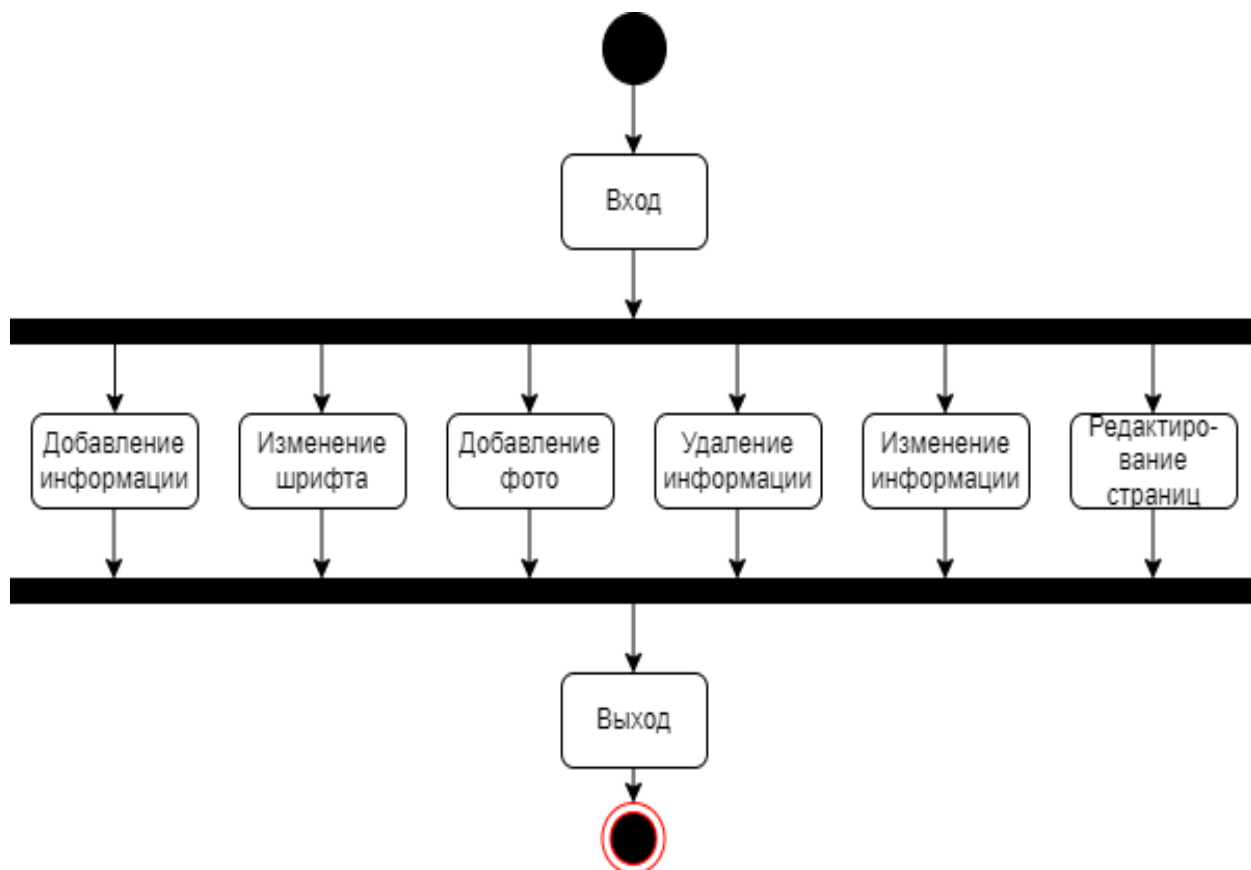 Вход
Добавление
информации
Изменение
шрифта
Добавление
фото
Удаление
информации
Изменение
информации
Редактиро-
вание
страниц
Выход